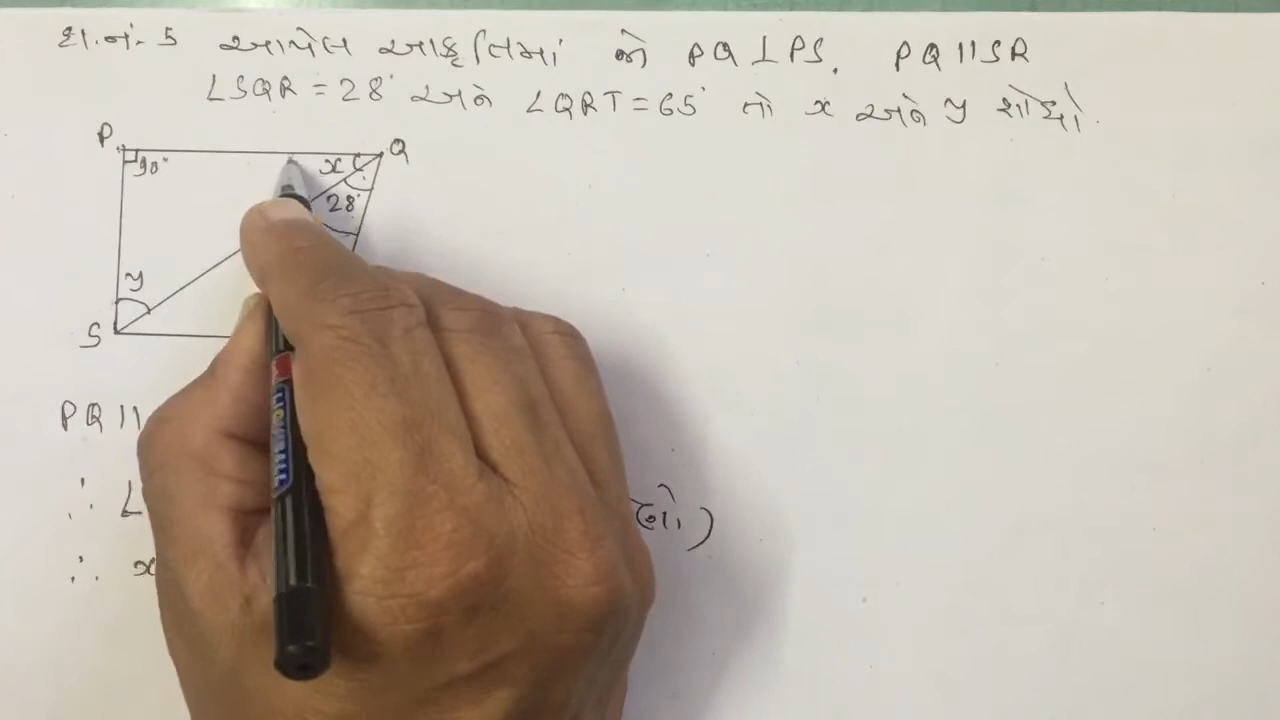 દા.નં. 5 આપેલ આકૃતિમાં જો PQ ⊥ PS, PQ || SR
∠SQR = 28° અને ∠QRT = 65° તો x અને y શોધો.
P Q
90° x
28°
y
S
PQ ||
∴ ∠
∴ x